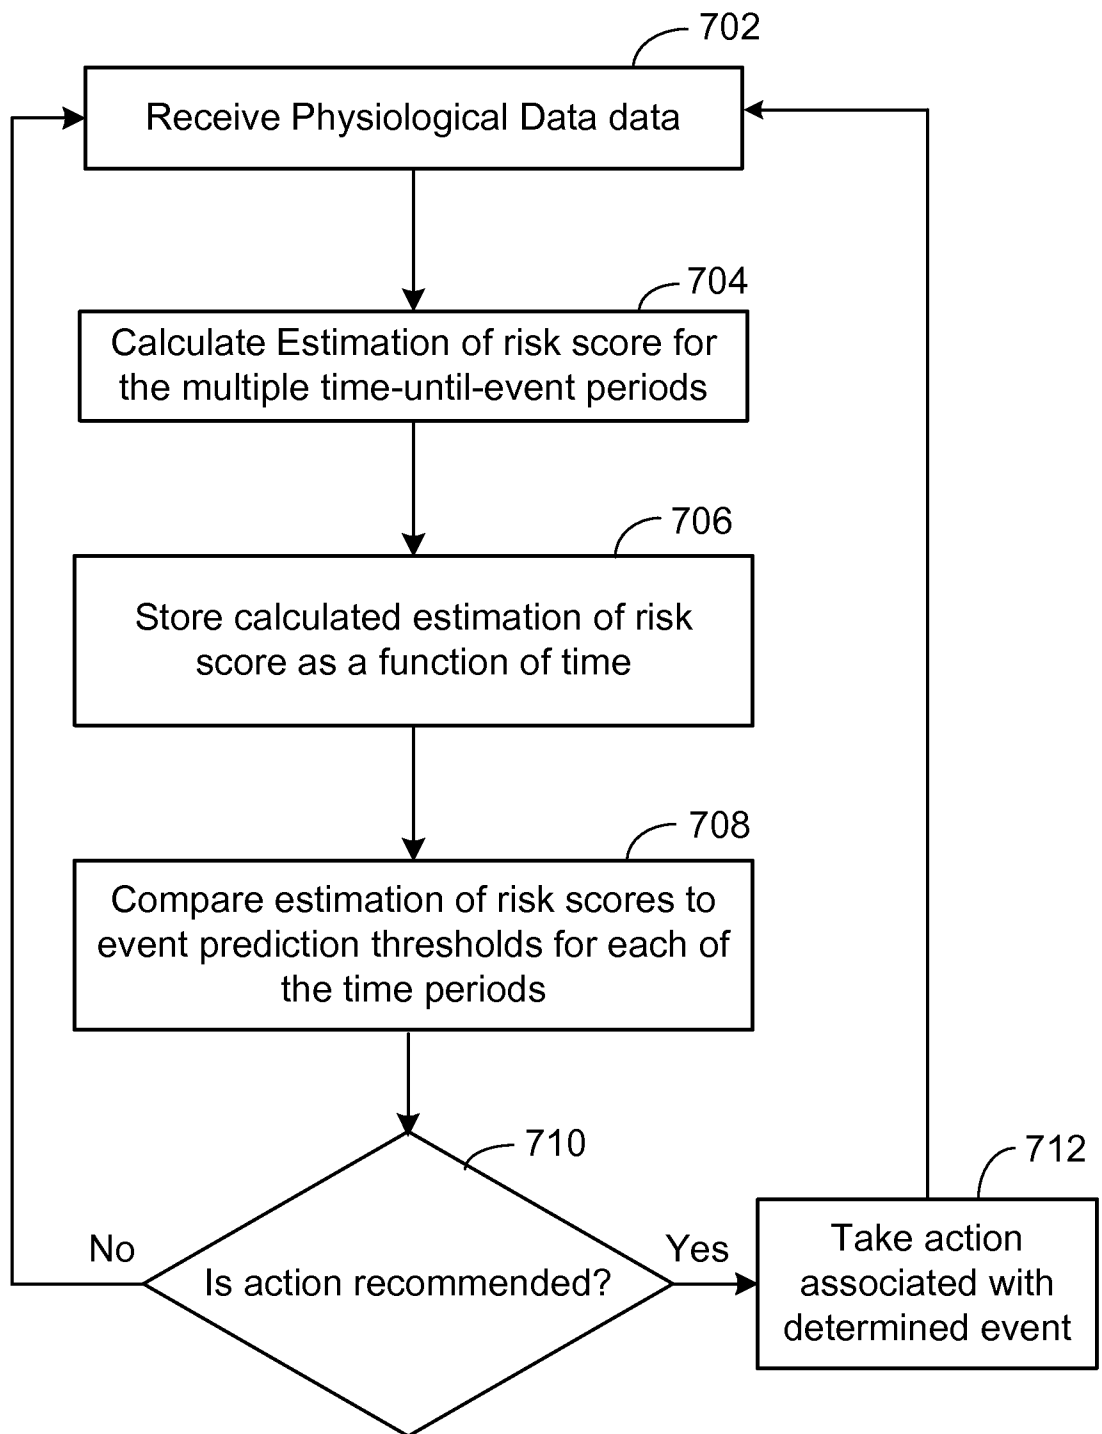 702
Receive Physiological Data data
704
Calculate Estimation of risk score for
the multiple time-until-event periods
706
Store calculated estimation of risk
score as a function of time
708
Compare estimation of risk scores to
event prediction thresholds for each of
the time periods
710
712
No
Is action recommended?
Yes
Take action
associated with
determined event